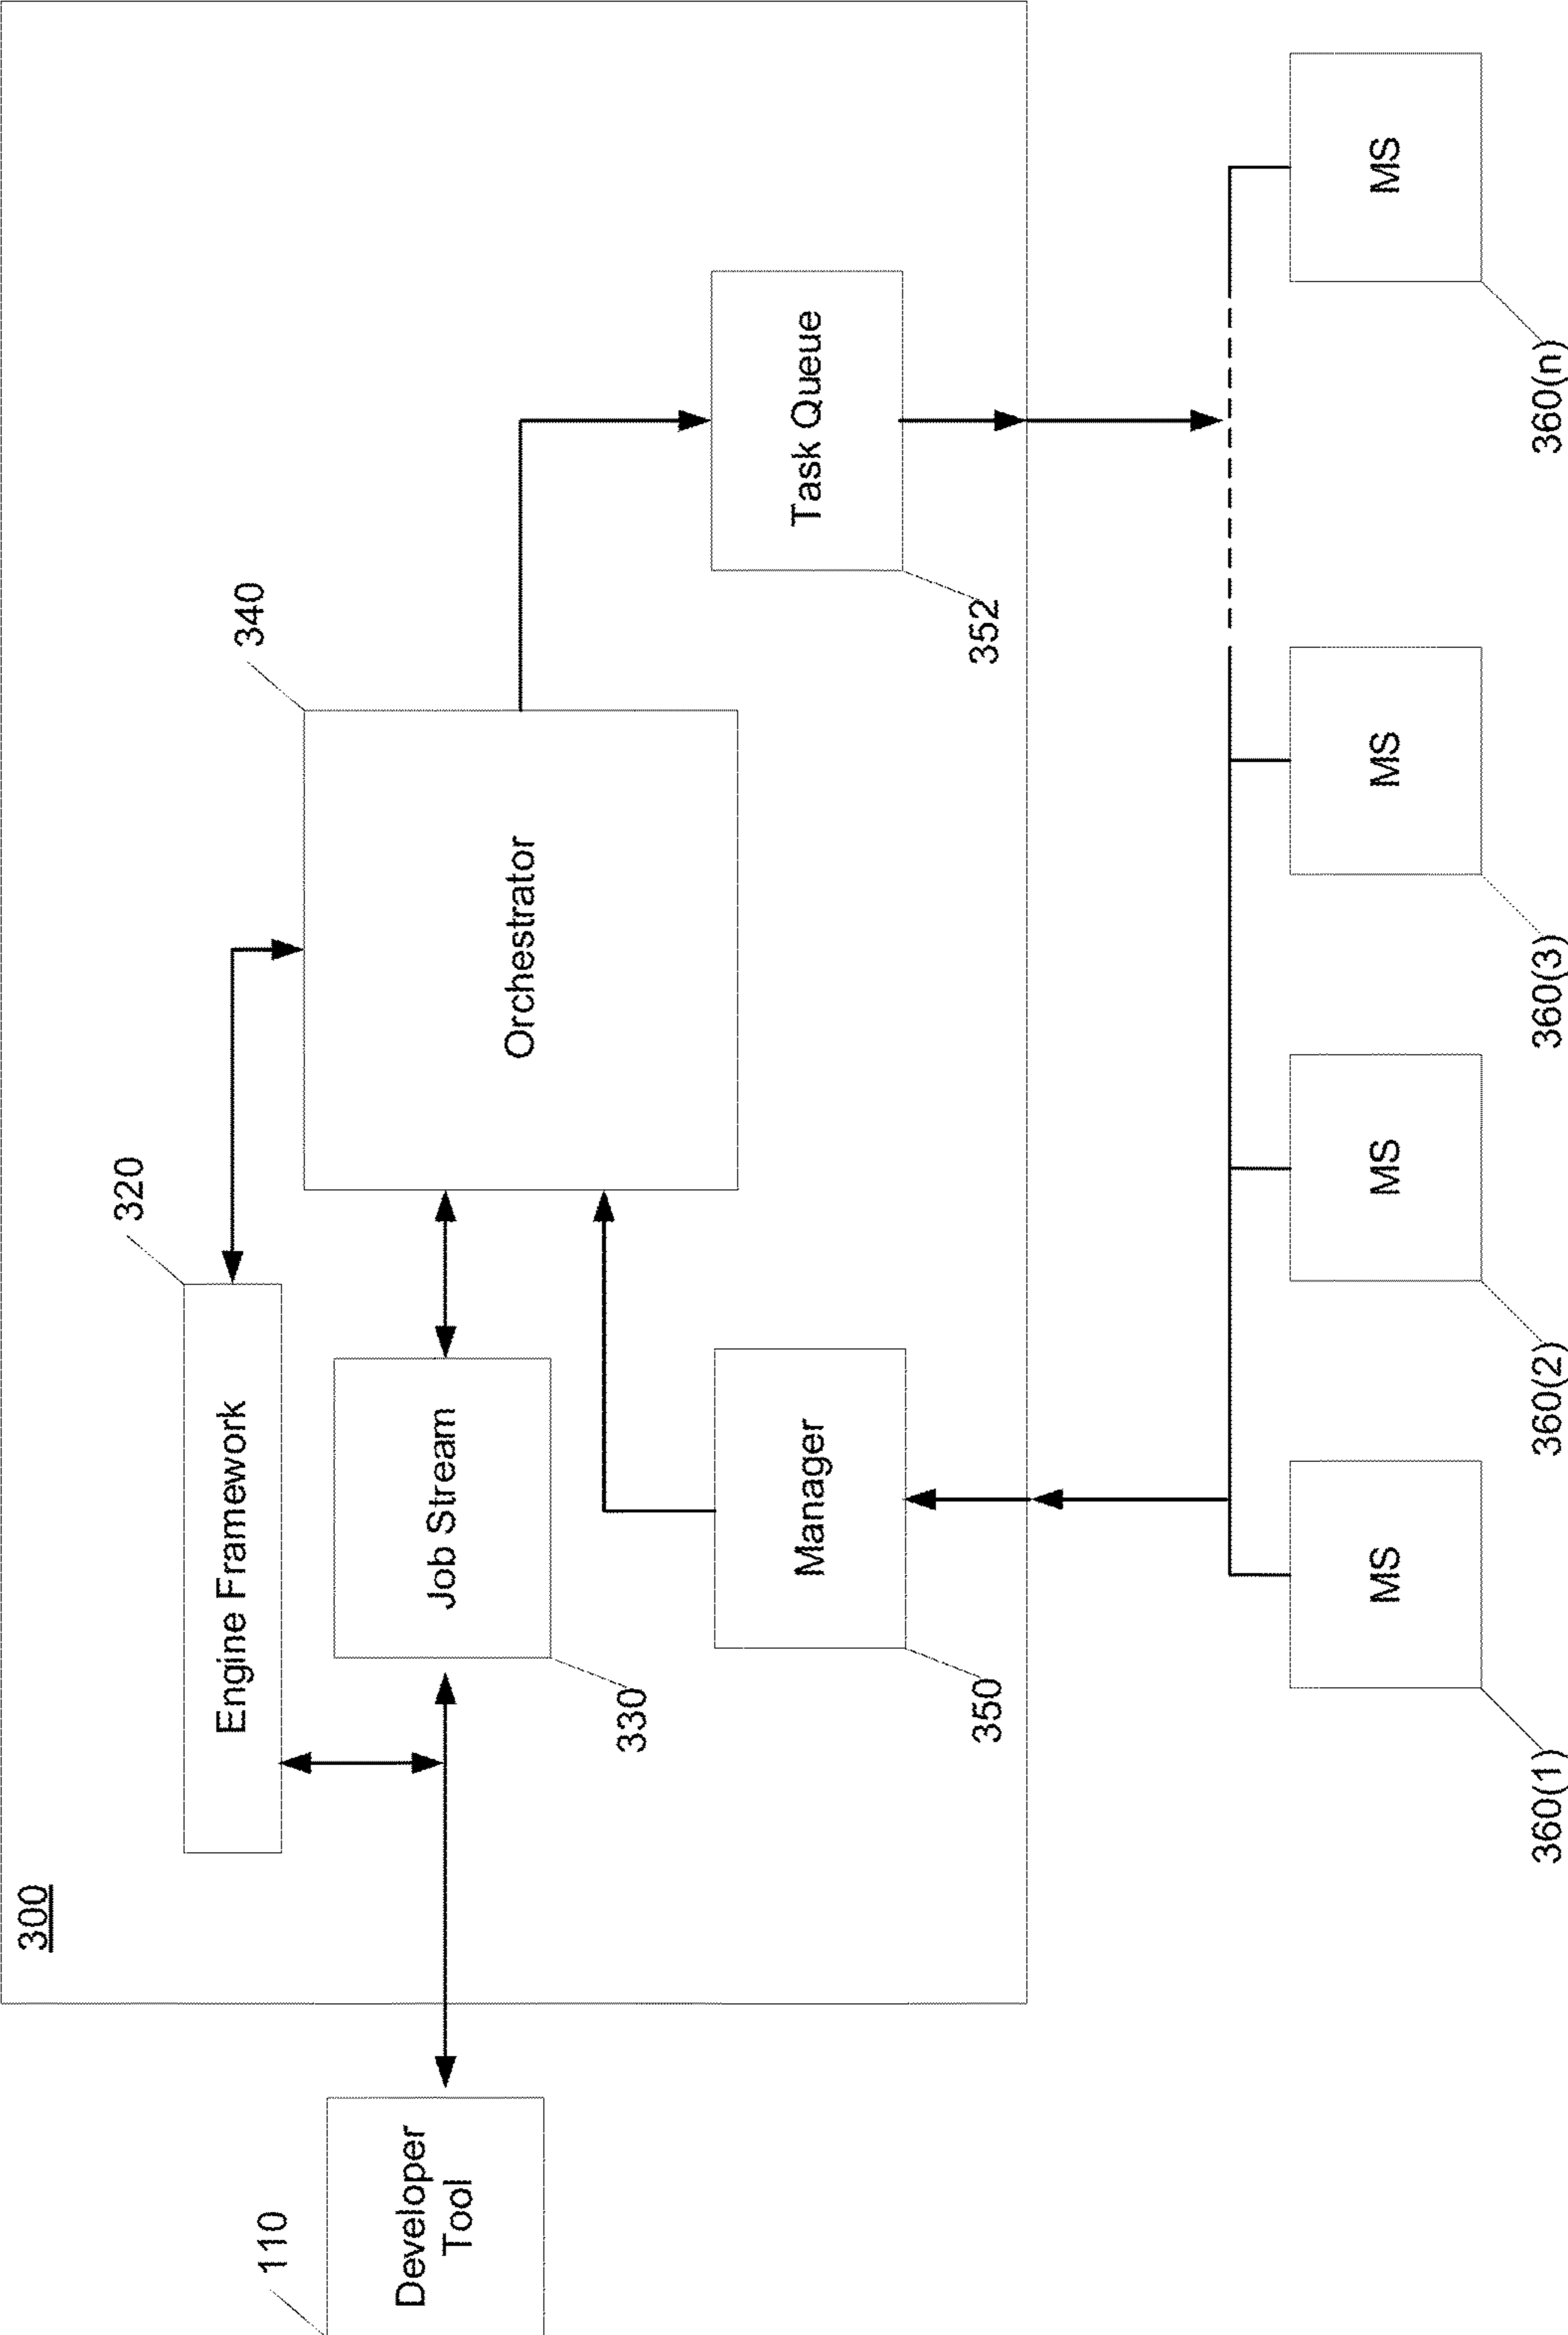 300
320
Engine Framework
340
110
Developer
Tool
Job Stream
330
Orchestrator
Manager
350
Task Queue
352
MS
360(1)
MS
360(2)
MS
360(3)
MS
360(n)